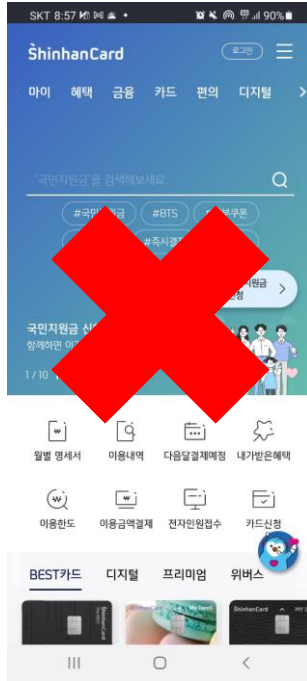 SKT 8:57 90%
ShinhanCard 로그인
마이 혜택 금융 카드 편의 디지털
'국민지원금'을 검색해보세요.
#국민 지원금 #BTS 쿠폰
#즉시결
지원금
신청
국민지원금 신
함께하면 이
1 / 10
월별 명세서 이용내역 다음달결제예정 내가받은혜택
이용한도 이용금액결제 전자민원접수 카드신청
BEST카드 디지털 프리미엄 위버스
ShinhanCard